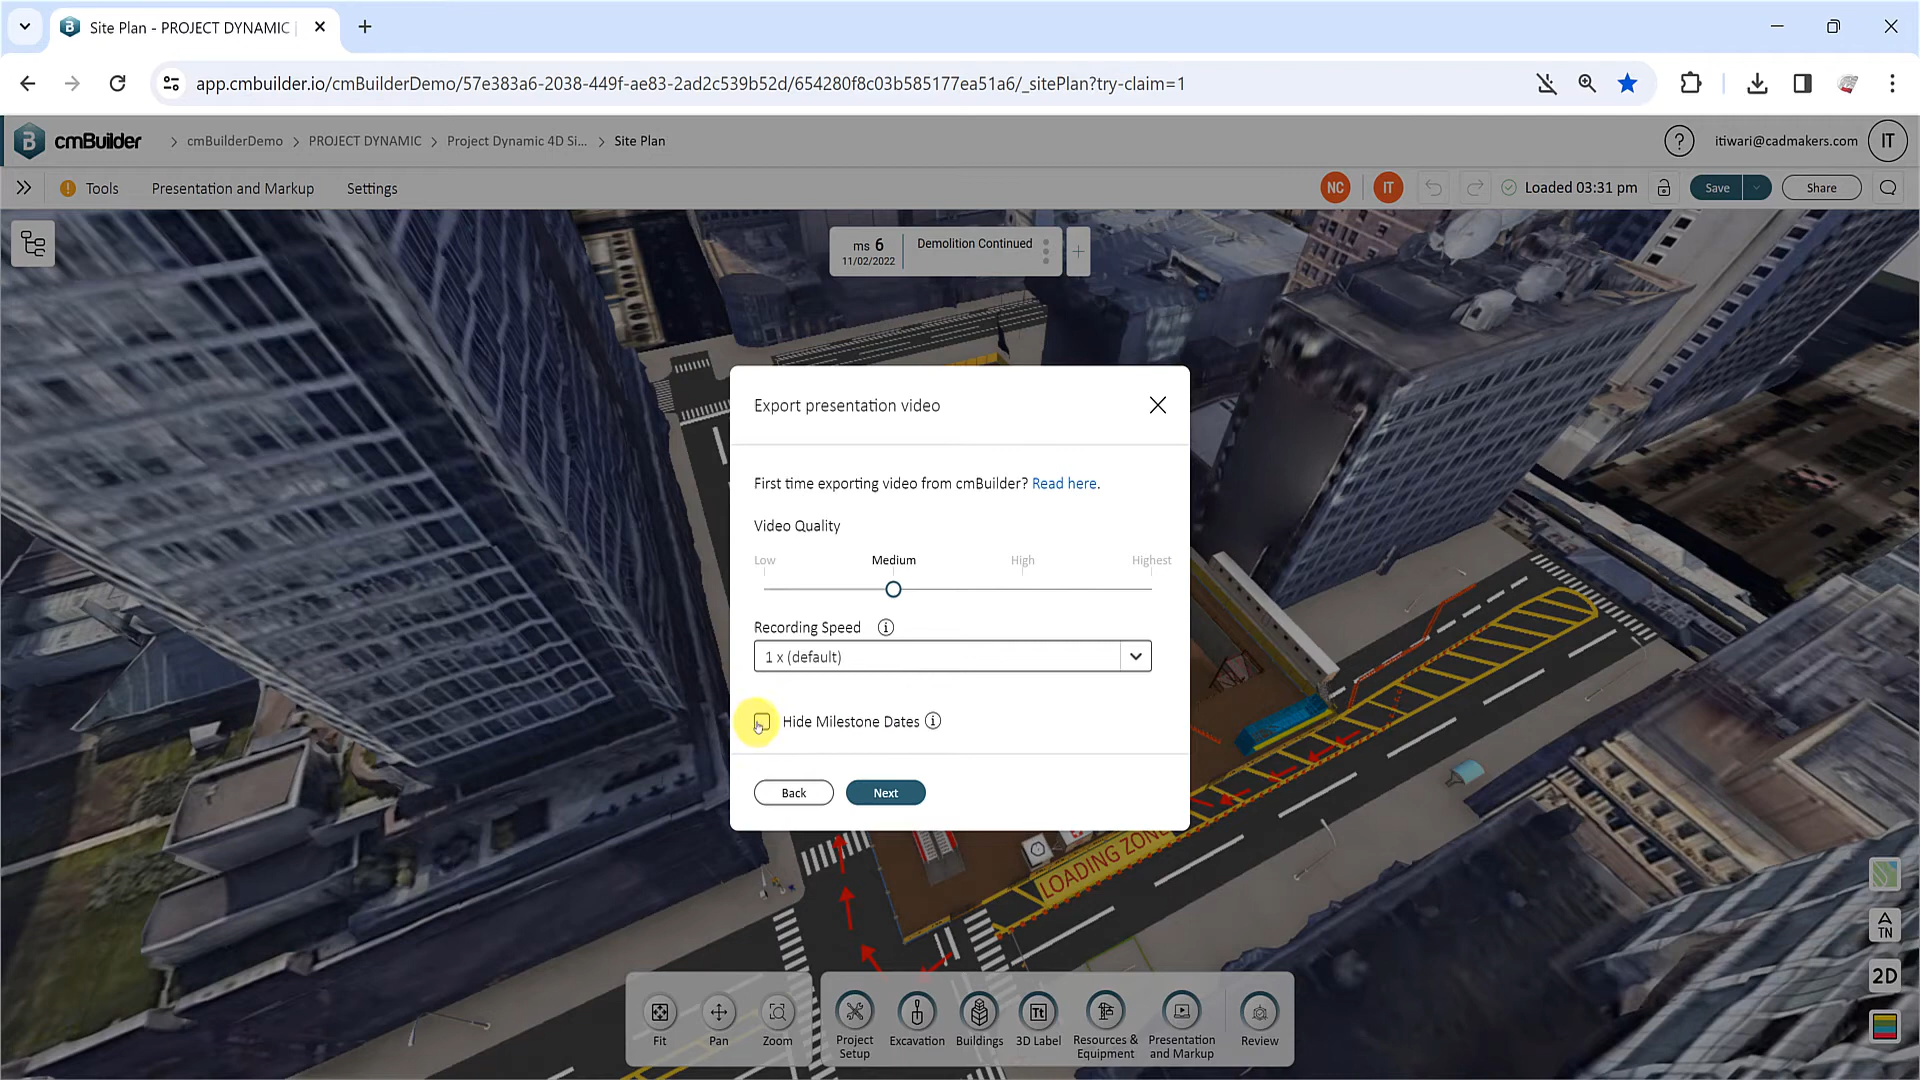 Site Plan - PROJECT DYNAMIC |
app.cmbuilder.io/cmBuilderDemo/57e383a6-2038-449f-ae83-2ad2c539b52d/654280f8c03b585177ea51a6/_sitePlan?try-claim=1
cmBuilder > cmBuilderDemo > PROJECT DYNAMIC > Project Dynamic 4D Si... > Site Plan
? itiwari@cadmakers.com IT
Tools Presentation and Markup Settings
NC IT Loaded 03:31 pm Save Share
ms 6
11/02/2022
Demolition Continued
Export presentation video
First time exporting video from cmBuilder? Read here.
Video Quality
Low Medium High Highest
Recording Speed
1 x (default)
Hide Milestone Dates
Back Next
LOADING ZONE
TN
2D
Fit Pan Zoom
Project Setup
Excavation
Buildings
Tt
3D Label
Resources & Equipment
Presentation and Markup
Review